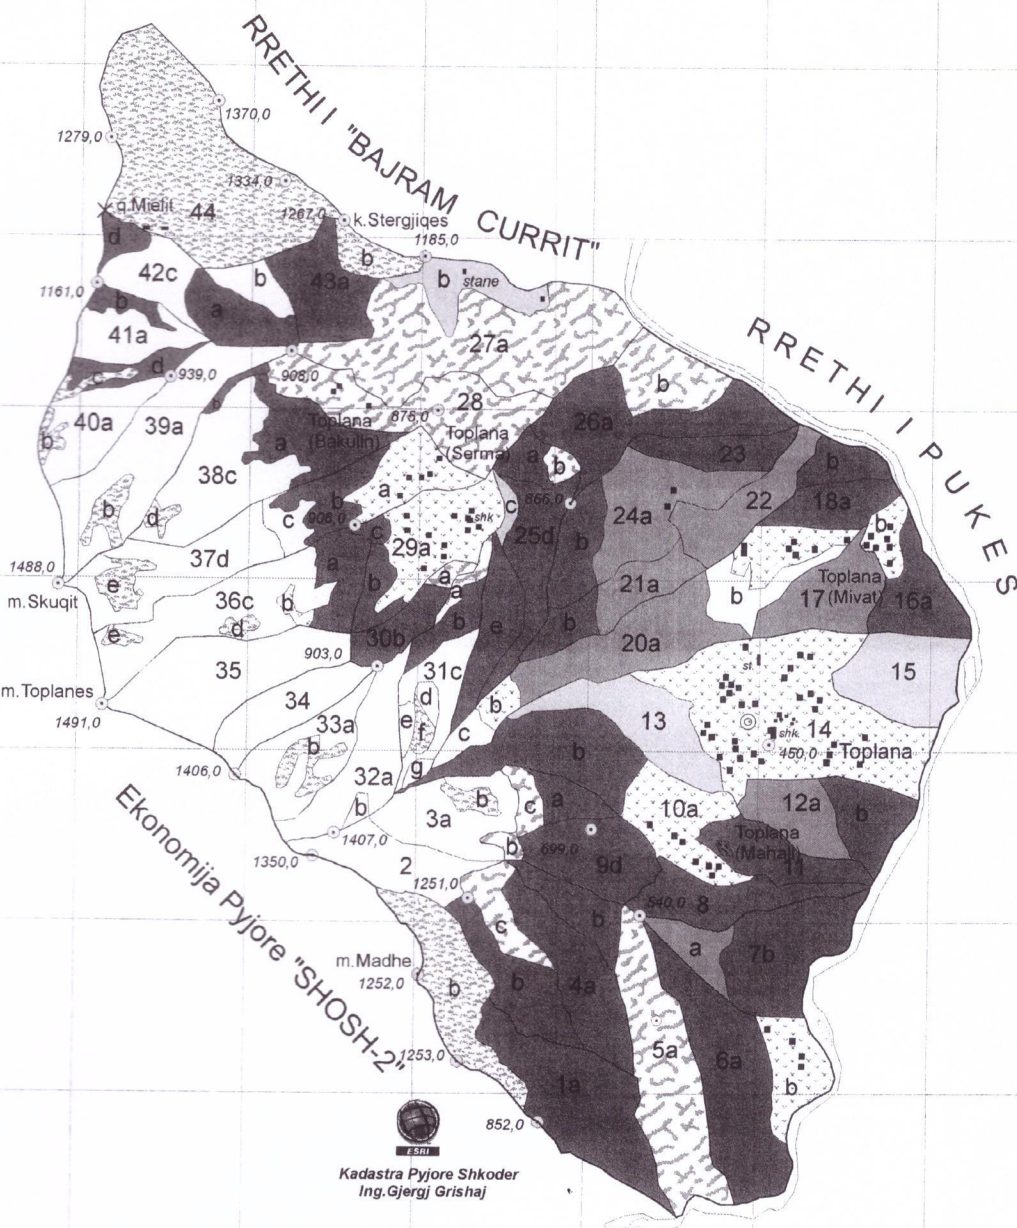 RRETHI I "BAJRAM CURRIT"
1370,0
1279,0
1334,0
q.Mielit
44
1267,0
k.Stergjiqes
1185,0
d
b
42c
b
43a
b
stane
1161,0
b
a
41a
27a
RRETHI I PUKES
c
d
939,0
908,0
b
40a
39a
b
876,0
28
Toplana
(Bakulin)
Toplana
(Serma)
26a
b
a
a
b
23
b
38c
b
a
866,0
c
22
18a
b
d
c
906,0
c
shk
24a
b
29a
25d
b
37d
1488,0
m.Skuqit
e
a
b
a
a
21a
b
Toplana
(Mivat)
17
16a
36c
b
d
e
30b
b
e
b
20a
903,0
35
31c
st.
15
m.Toplanes
1491,0
34
d
b
33a
e
f
c
13
14
shk.
450,0
Toplana
b
b
1406,0
g
32a
b
b
3a
c
a
10a
12a
b
1407,0
Toplana
(Mahaj)
1350,0
2
b
699,0
9d
11
1251,0
540,0
8
c
b
a
7b
m.Madhe
1252,0
b
b
4a
5a
6a
1253,0
1a
b
852,0
Ekonomija Pyjore "SHOSH-2"
ESRI
Kadastra Pyjore Shkoder
Ing.Gjergj Grishaj